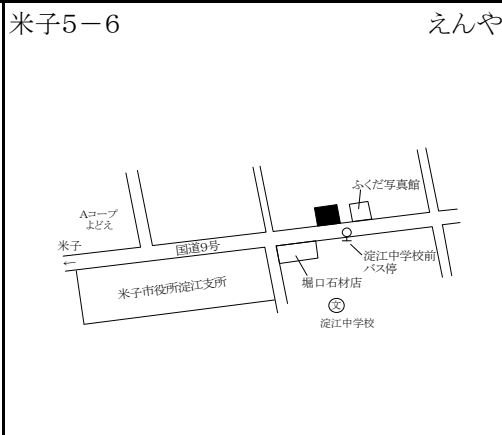 米子5－6
えんや
ふくだ写真館
Aコープ
よどえ
米子
←
国道9号
淀江中学校前
バス停
米子市役所淀江支所
堀口石材店
文
淀江中学校